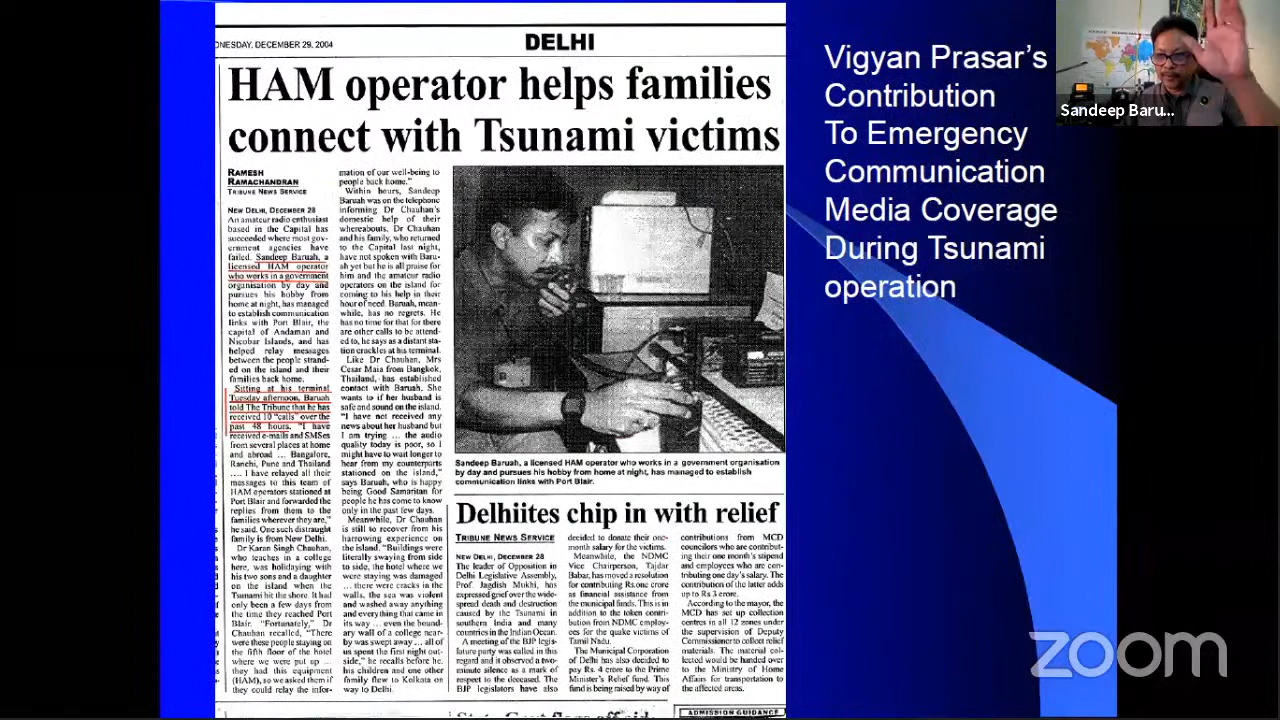 DNESDAY, DECEMBER 29, 2004
DELHI
HAM operator helps families
connect with Tsunami victims
RAMESH
RAMACHANDRAN
TRIBUNE NEWS SERVICE
NEW DELHI, DECEMBER 28
An amateur radio enthusiast
based in the Capital has
succeeded where most gov-
ernment agencies have
failed. Sandeep Baruah, a
licensed HAM operator
who works in a government
organisation by day and
pursues his hobby from
home at night, has managed
to establish communication
links with Port Blair, the
capital of Andaman and
Nicobar Islands, and has
helped relay messages
between the people strand-
ed on the island and their
families back home.
Sitting at his terminal
Tuesday afternoon, Baruah
told The Tribune that he has
received 10 "calls" over the
past 48 hours. "I have
received e-mails and SMSes
from several places at home
and abroad ... Bangalore,
Ranchi, Pune and Thailand
.... I have relayed all their
messages to this team of
HAM operators stationed at
Port Blair and forwarded the
replies from them to the
families wherever they are,"
he said. One such distraught
family is from New Delhi.
Dr Karan Singh Chauhan,
who teaches in a college
here, was holidaying with
his two sons and a daughter
on the island when the
Tsunami hit the shore. It had
only been a few days from
the time they reached Port
Blair. "Fortunately," Dr
Chauhan recalled, "There
were these people staying on
the fifth floor of the hotel
where we were put up ...
they had this equipment
(HAM), so we asked them if
they could relay the infor-
mation of our well-being to
people back home."
Within hours, Sandeep
Baruah was on the telephone
informing Dr Chauhan's
domestic help of their
whereabouts. Dr Chauhan
and his family, who returned
to the Capital last night,
have not spoken with Baru-
ah yet but he is all praise for
him and the amateur radio
operators on the island for
coming to his help in their
hour of need. Baruah, mean-
while, has no regrets. He
has no time for that for there
are other calls to be attend-
ed to, he says as a distant sta-
tion crackles at his terminal.
Like Dr Chauhan, Mrs
Cesar Maia from Bangkok,
Thailand, has established
contact with Baruah. She
wants to if her husband is
safe and sound on the island.
"I have not received any
news about her husband but
I am trying ... the audio
quality today is poor, so I
might have to wait longer to
hear from my counterparts
stationed on the island,"
says Baruah, who is happy
being Good Samaritan for
people he has come to know
only in the past few days.
Meanwhile, Dr Chauhan
is still to recover from his
harrowing experience on
the island. "Buildings were
literally swaying from side
to side, the hotel where we
were staying was damaged
... there were cracks in the
walls, the sea was violent
and washed away anything
and everything that came in
its way ... even the bound-
ary wall of a college near-
by was swept away ... all of
us spent the first night out-
side," he recalls before he,
his children and one other
family flew to Kolkata on
way to Delhi.
Sandeep Baruah, a licensed HAM operator who works in a government organisation
by day and pursues his hobby from home at night, has managed to establish
communication links with Port Blair.
Delhiites chip in with relief
TRIBUNE NEWS SERVICE
NEW DELHI, DECEMBER 28
The leader of Opposition in
Delhi Legislative Assembly,
Prof. Jagdish Mukhi, has
expressed grief over the wide-
spread death and destruction
caused by the Tsunami in
southern India and many
countries in the Indian Ocean.
A meeting of the BJP legis-
lature party was called in this
regard and it observed a two-
minute silence as a mark of
respect to the deceased. The
BJP legislators have also
decided to donate their one-
month salary for the victims.
Meanwhile, the NDMC
Vice Chairperson, Tajdar
Babar, has moved a resolution
for contributing Rs one crore
as financial assistance from
the municipal funds. This is in
addition to the token contri-
bution from NDMC employ-
ees for the quake victims of
Tamil Nadu.
The Municipal Corporation
of Delhi has also decided to
pay Rs. 4 crore to the Prime
Minister's Relief fund. This
fund is being raised by way of
contributions from MCD
councilors who are contribut-
ing their one month's stipend
and employees who are con-
tributing one day's salary. The
contribution of the latter adds
up to Rs 3 crore.
According to the mayor, the
MCD has set up collection
centres in all 12 zones under
the supervision of Deputy
Commissioner to collect relief
materials. The material col-
lected would be handed over
to the Ministry of Home
Affairs for transportation to
the affected areas.
ADMISSION GUIDANCE
Vigyan Prasar's
Contribution
To Emergency
Communication
Media Coverage
During Tsunami
operation
Sandeep Baru...
zoom